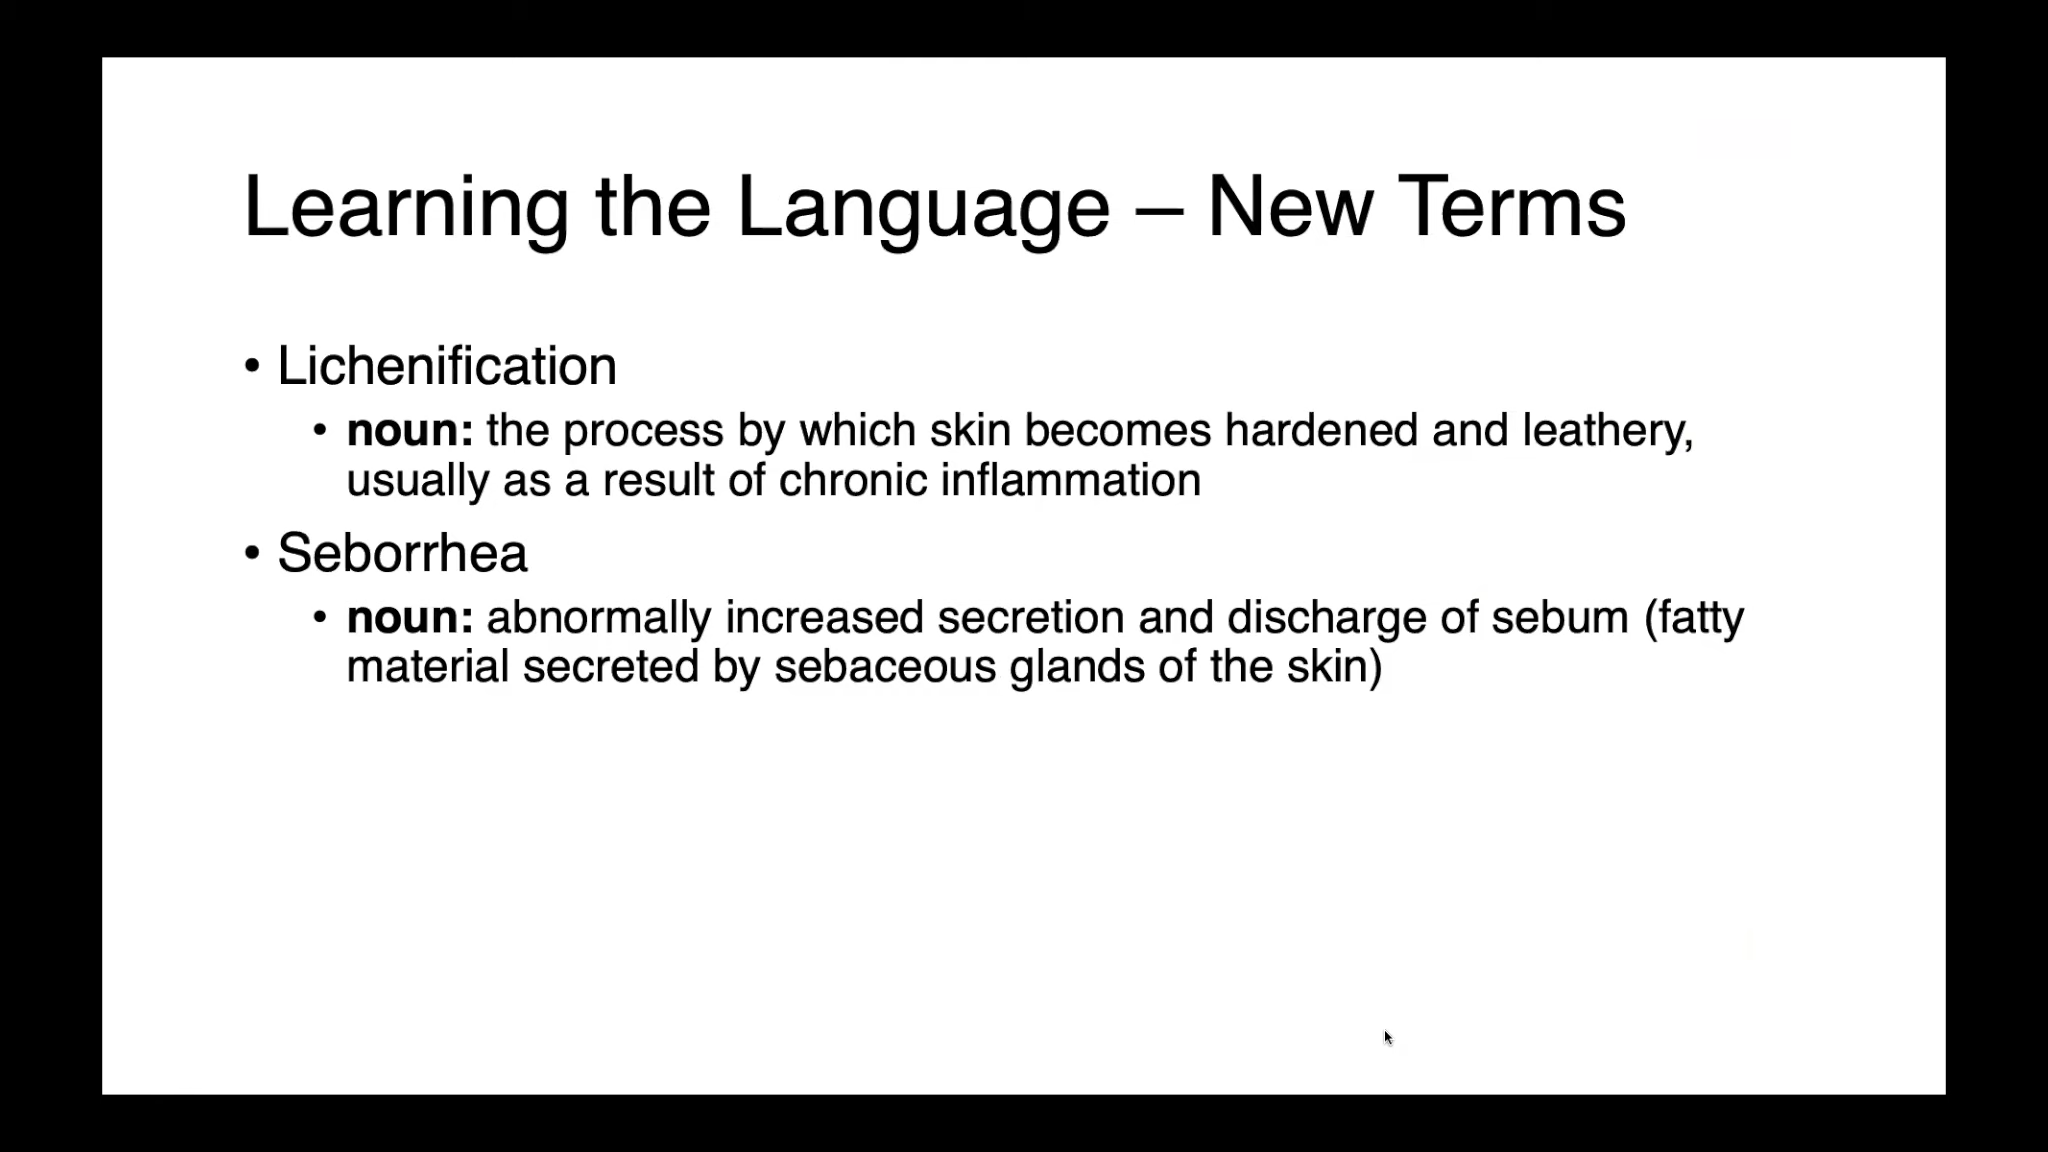 Learning the Language – New Terms
• Lichenification
• noun: the process by which skin becomes hardened and leathery,
usually as a result of chronic inflammation
• Seborrhea
• noun: abnormally increased secretion and discharge of sebum (fatty
material secreted by sebaceous glands of the skin)